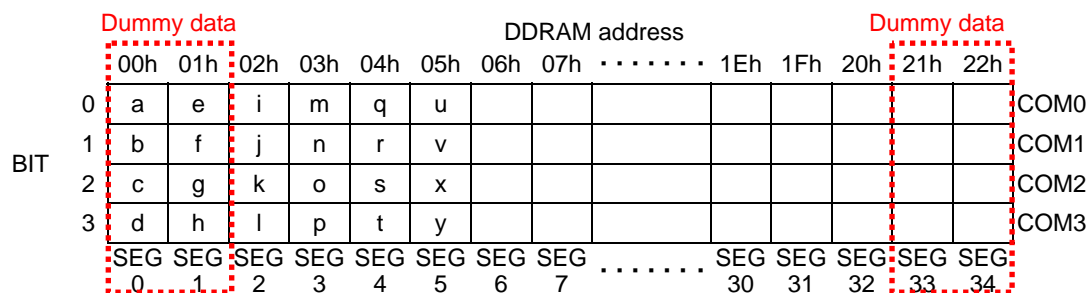 Dummy data Dummy data
DDRAM address
00h 01h 02h 03h 04h 05h 06h 07h ······· 1Eh 1Fh 20h 21h 22h
0 a e i m q u COM0
BIT 1 b f j n r v COM1
2 c g k o s x COM2
3 d h l p t y COM3
SEG SEG SEG SEG SEG SEG SEG SEG ······· SEG SEG SEG SEG SEG
0 1 2 3 4 5 6 7 30 31 32 33 34